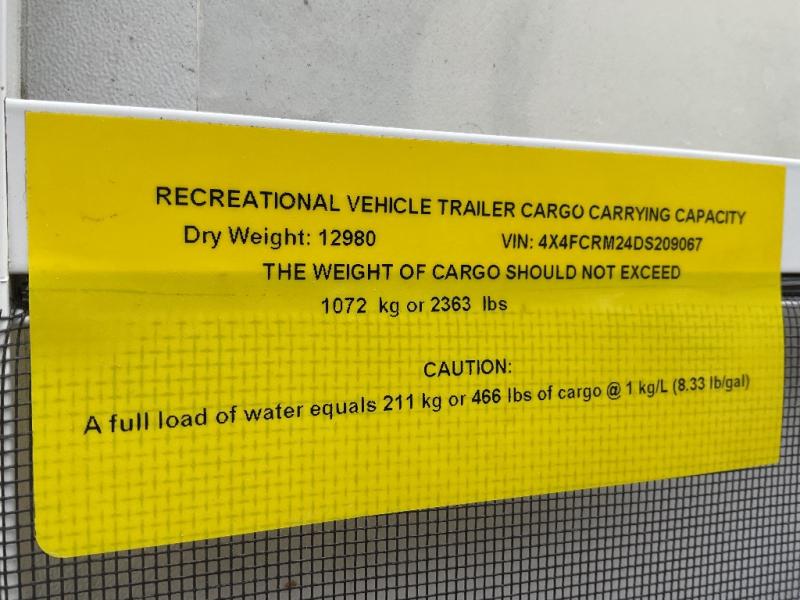 RECREATIONAL VEHICLE TRAILER CARGO CARRYING CAPACITY
Dry Weight: 12980 VIN: 4X4FCRM24DS209067
THE WEIGHT OF CARGO SHOULD NOT EXCEED
1072 kg or 2363 lbs
CAUTION:
A full load of water equals 211 kg or 466 lbs of cargo @ 1 kg/L (8.33 lb/gal)